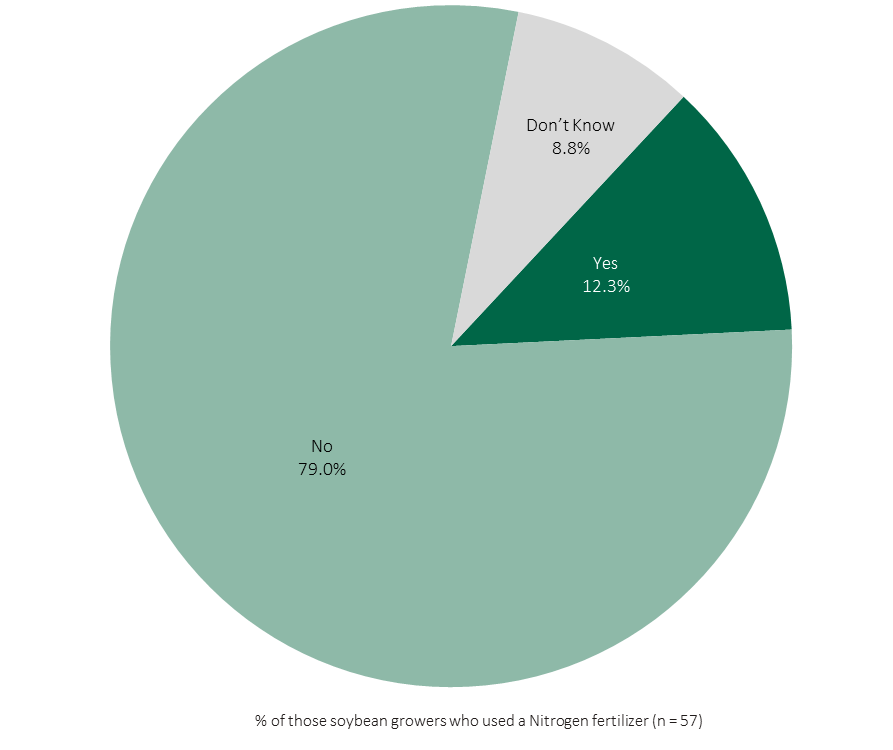 Don’t Know
8.8%
Yes
12.3%
No
79.0%
% of those soybean growers who used a Nitrogen fertilizer (n = 57)